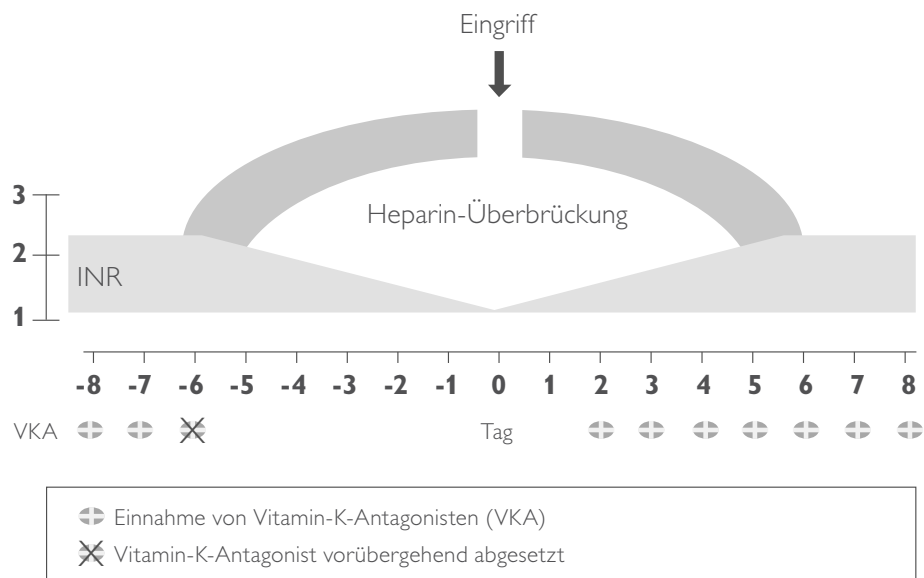 Eingriff
3
Heparin-Überbrückung
2
INR
1
-8 -7 -6 -5 -4 -3 -2 -1 0 1 2 3 4 5 6 7 8
VKA Tag
Einnahme von Vitamin-K-Antagonisten (VKA)
Vitamin-K-Antagonist vorübergehend abgesetzt